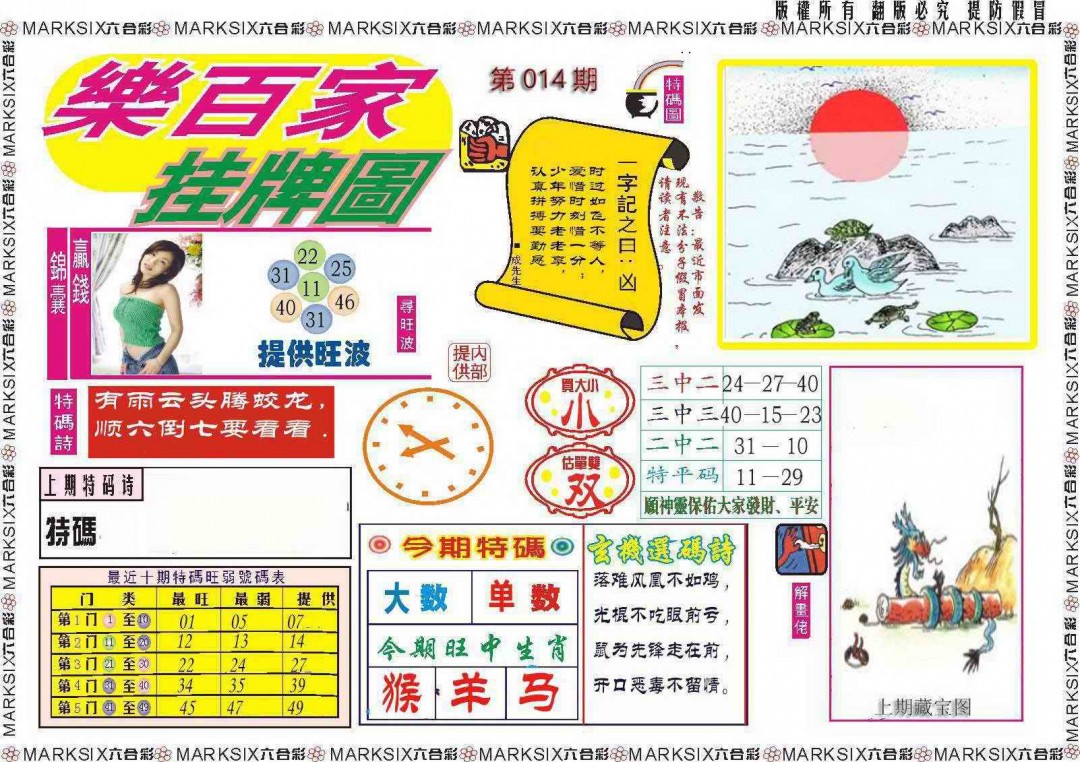 版權所有 翻版必究 提防假冒
MARKSIX六合彩 MARKSIX六合彩 MARKSIX六合彩 MARKSIX六合彩 MARKSIX六合彩 MARKSIX六合彩 MARKSIX六合彩
樂百家
挂牌圖
第014期
特碼圖
一字記之曰：凶
时过如飞不等人，
爱惜时刻惜一分；
少年努力老老享，
认真拼搏要勤恳
■成先生
敬告：最近市面发
现有不法分子假冒本报，
请读者注意。
贏錢
錦囊
22
31 25
11
40 46
31
提供旺波
尋旺波
内部提供
特碼詩
有雨云头腾蛟龙，
顺六倒七要看看．
買大小
小
估單雙
双
三中二 24－27－40
三中三 40－15－23
二中二 31－10
特平码 11－29
願神靈保佑大家發財、平安
上期特码诗
特碼
最近十期特碼旺弱號碼表
门类 最旺 最弱 提供
第1门 1 至 10 01 05 07
第2门 11 至 20 12 13 14
第3门 21 至 30 22 24 27
第4门 31 至 40 34 35 39
第5门 41 至 49 45 47 49
今期特碼
大数 单数
今期旺中生肖
猴 羊 马
玄機選碼詩
落难凤凰不如鸡，
光棍不吃眼前亏，
鼠为先锋走在前，
开口恶毒不留情。
解畫佬
上期藏宝图
MARKSIX六合彩 MARKSIX六合彩 MARKSIX六合彩 MARKSIX六合彩 MARKSIX六合彩 MARKSIX六合彩 MARKSIX六合彩